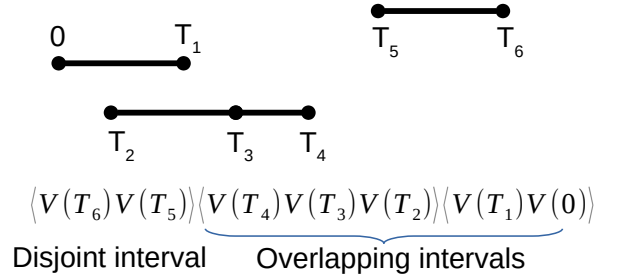 0 T₁
T₅ T₆
T₂ T₃ T₄
⟨V(T₆)V(T₅)⟩⟨V(T₄)V(T₃)V(T₂)⟩⟨V(T₁)V(0)⟩
Disjoint interval Overlapping intervals